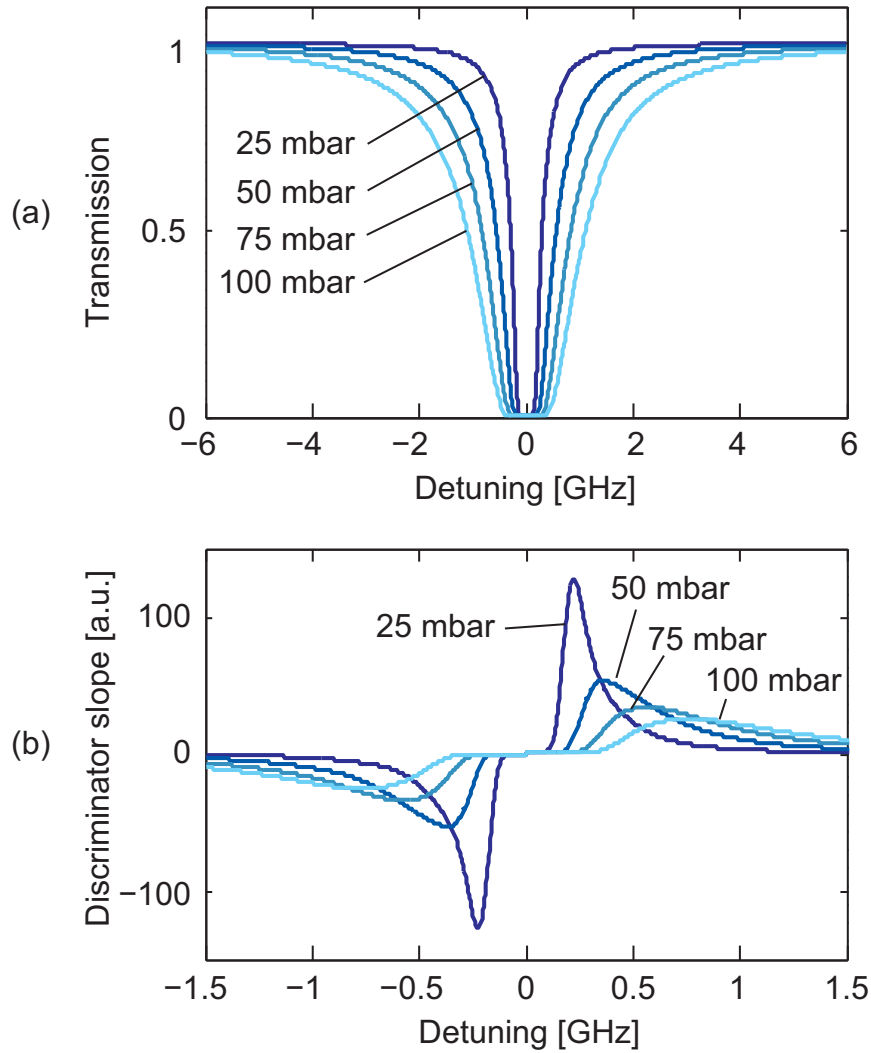 (a)
Transmission
1
0.5
0
25 mbar
50 mbar
75 mbar
100 mbar
−6 −4 −2 0 2 4 6
Detuning [GHz]
(b)
Discriminator slope [a.u.]
100
0
−100
25 mbar
50 mbar
75 mbar
100 mbar
−1.5 −1 −0.5 0 0.5 1 1.5
Detuning [GHz]